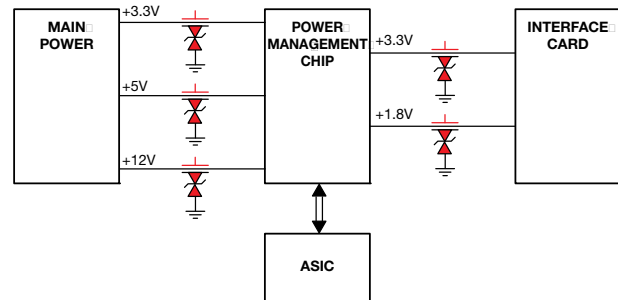 MAIN
POWER
+3.3V
+5V
+12V
POWER
MANAGEMENT
CHIP
+3.3V
+1.8V
INTERFACE
CARD
ASIC